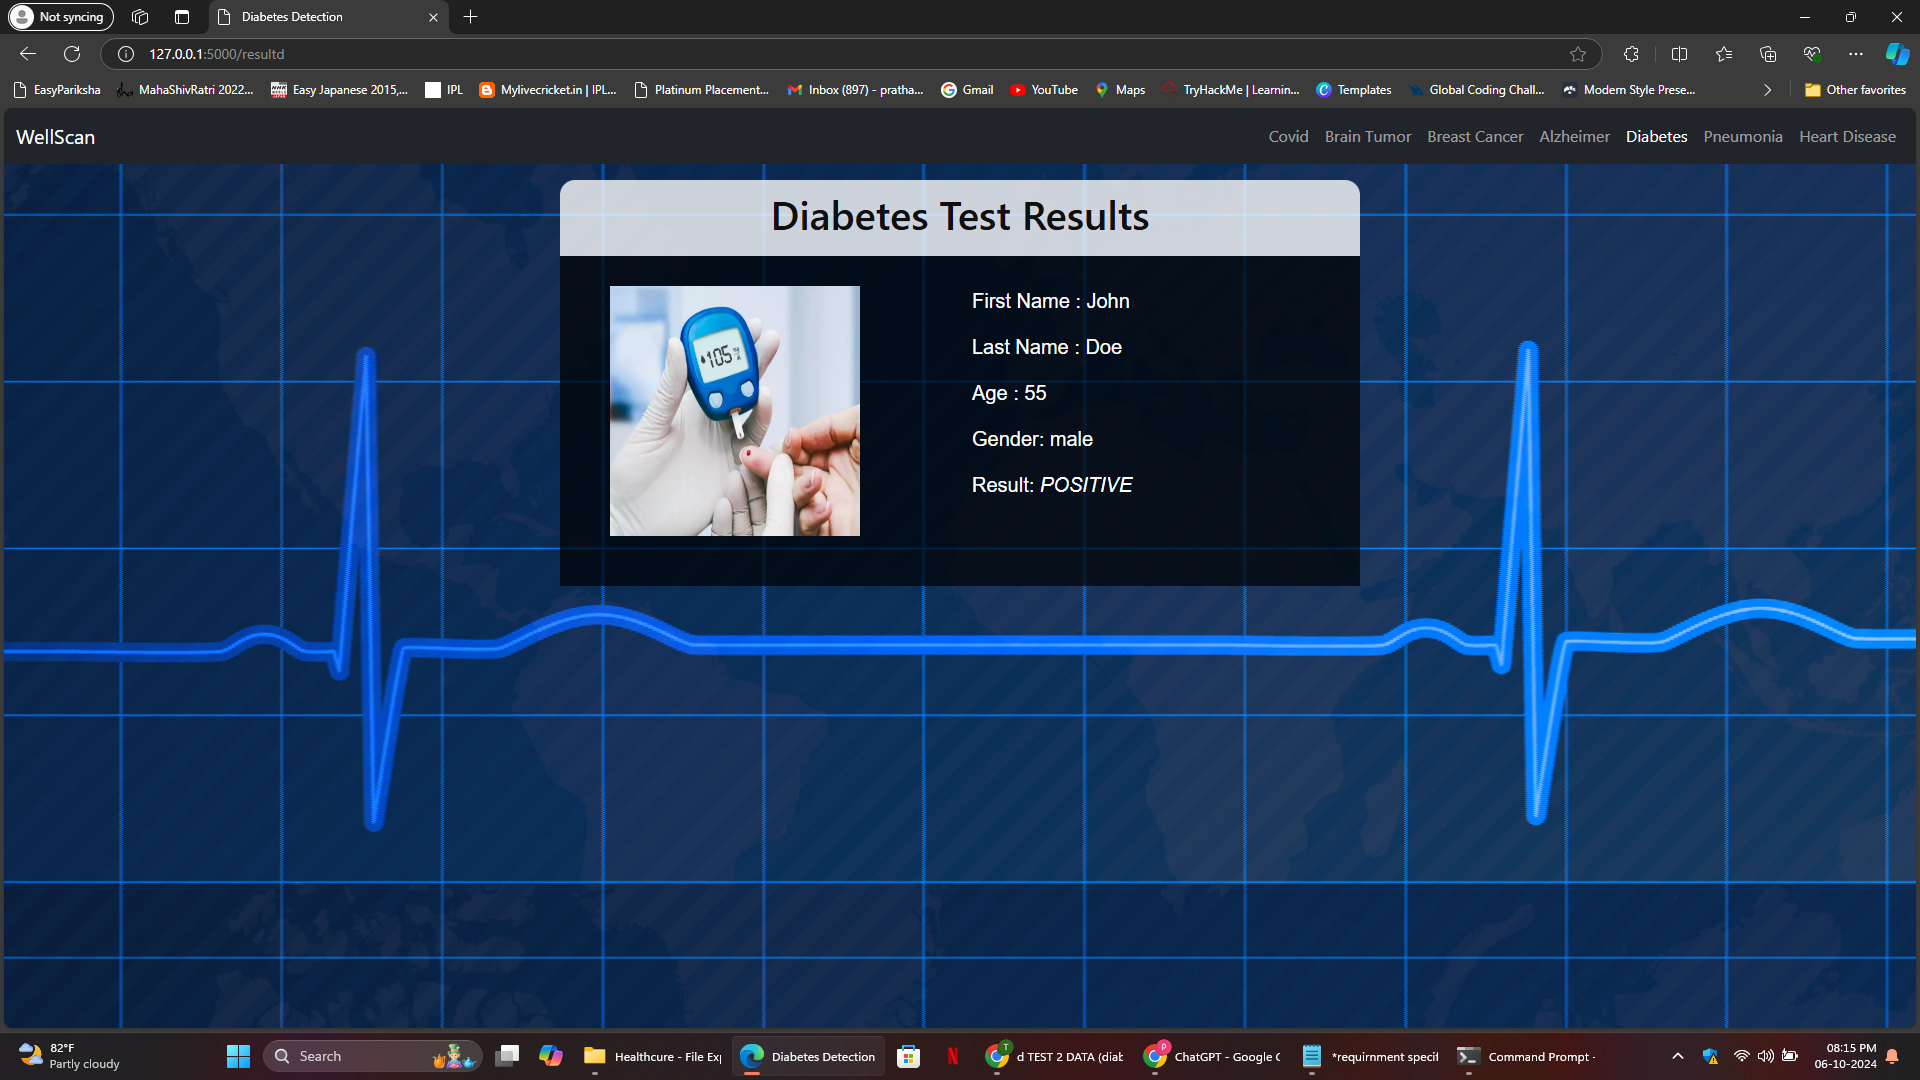 Not syncing
Diabetes Detection
127.0.0.1:5000/resultd
EasyPariksha
MahaShivRatri 2022...
Easy Japanese 2015,...
IPL
Mylivecricket.in | IPL...
Platinum Placement...
Inbox (897) - pratha...
Gmail
YouTube
Maps
TryHackMe | Learnin...
Templates
Global Coding Chall...
Modern Style Prese...
Other favorites
WellScan
Covid Brain Tumor Breast Cancer Alzheimer Diabetes Pneumonia Heart Disease
Diabetes Test Results
105
First Name : John
Last Name : Doe
Age : 55
Gender: male
Result: POSITIVE
82°F
Partly cloudy
Search
Healthcure - File Exp
Diabetes Detection
d TEST 2 DATA (diab
ChatGPT - Google C
*requirnment specif
Command Prompt -
08:15 PM
06-10-2024